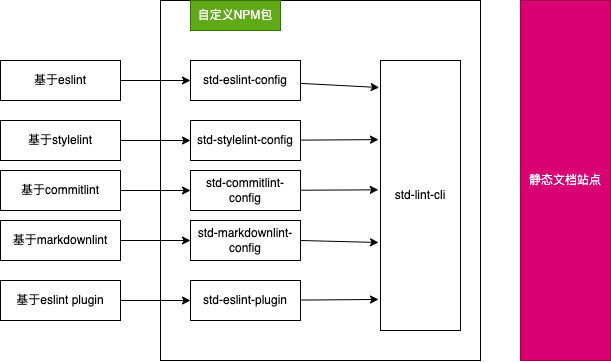 自定义NPM包
基于eslint
std-eslint-config
基于stylelint
std-stylelint-config
基于commitlint
std-commitlint-
config
基于markdownlint
std-markdownlint-
config
基于eslint plugin
std-eslint-plugin
std-lint-cli
静态文档站点